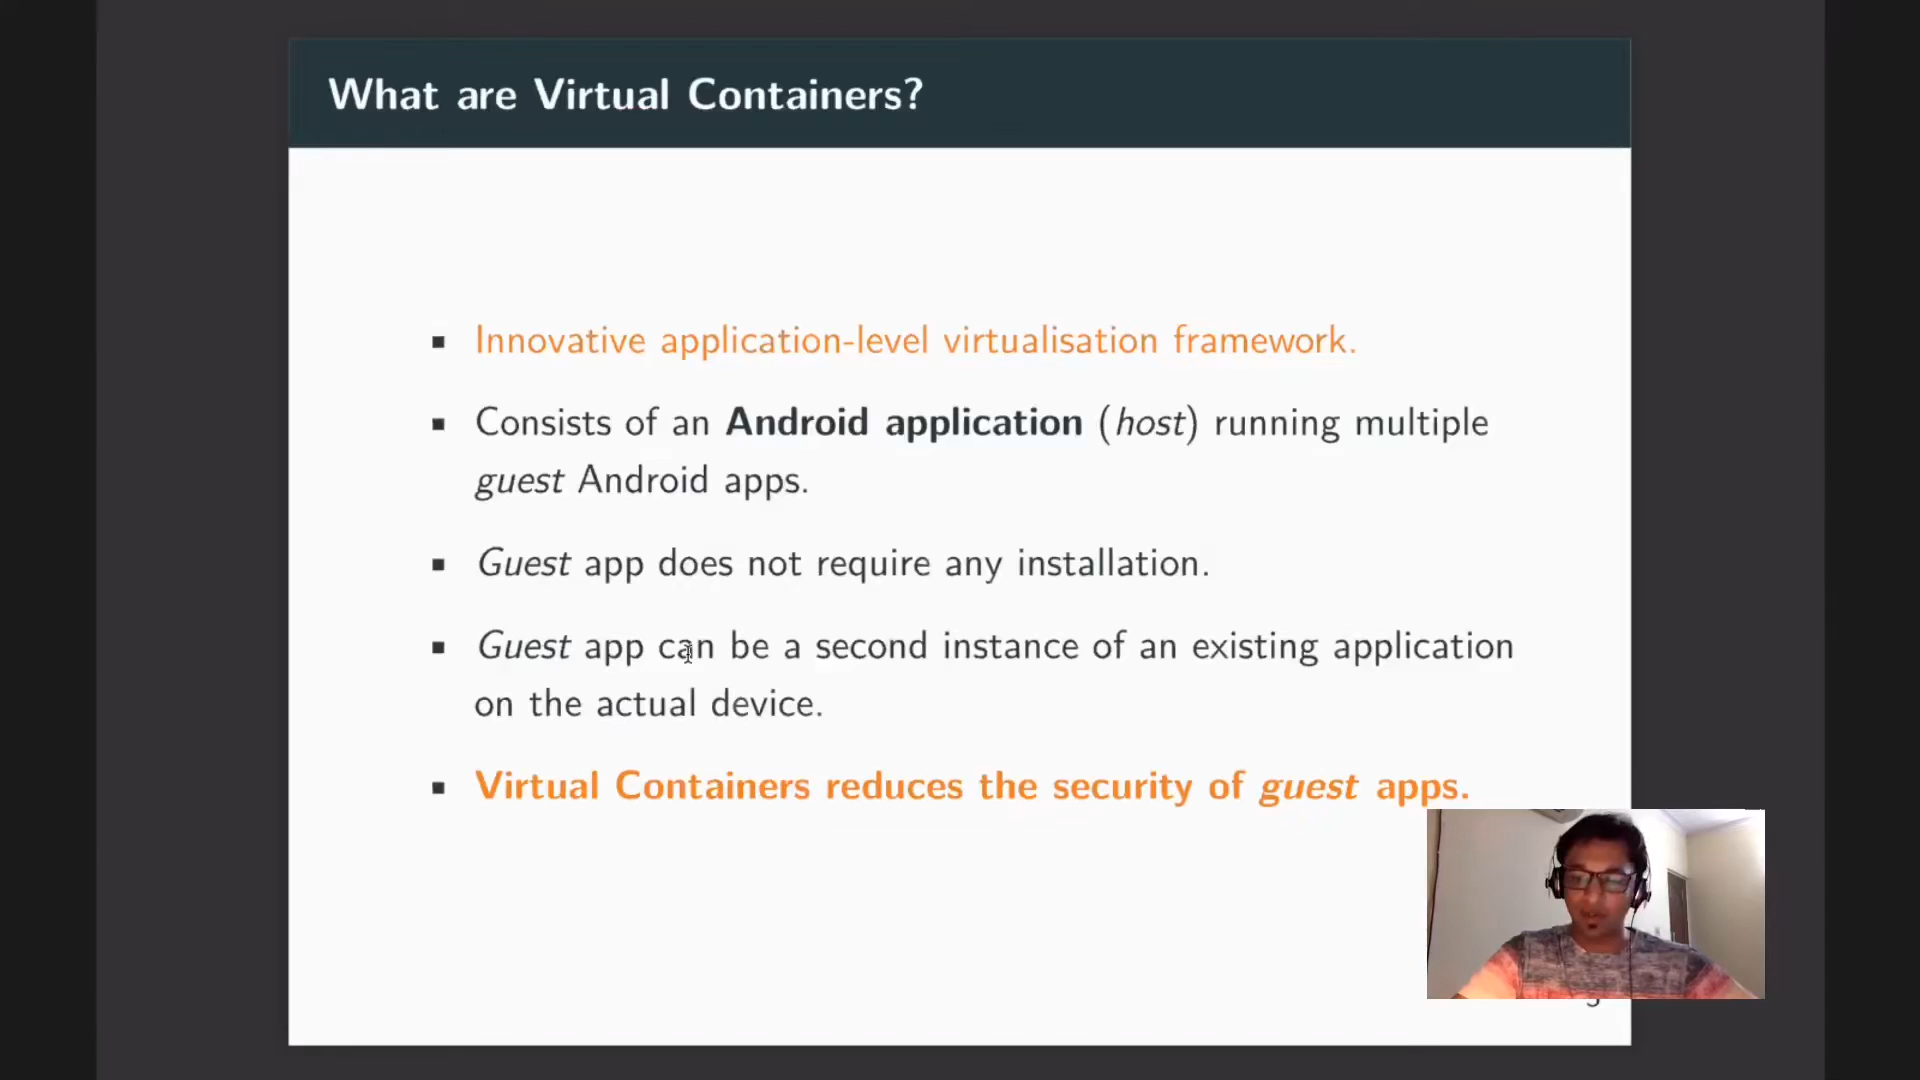 What are Virtual Containers?
Innovative application-level virtualisation framework.
Consists of an Android application (host) running multiple
guest Android apps.
Guest app does not require any installation.
Guest app can be a second instance of an existing application
on the actual device.
Virtual Containers reduces the security of guest apps.